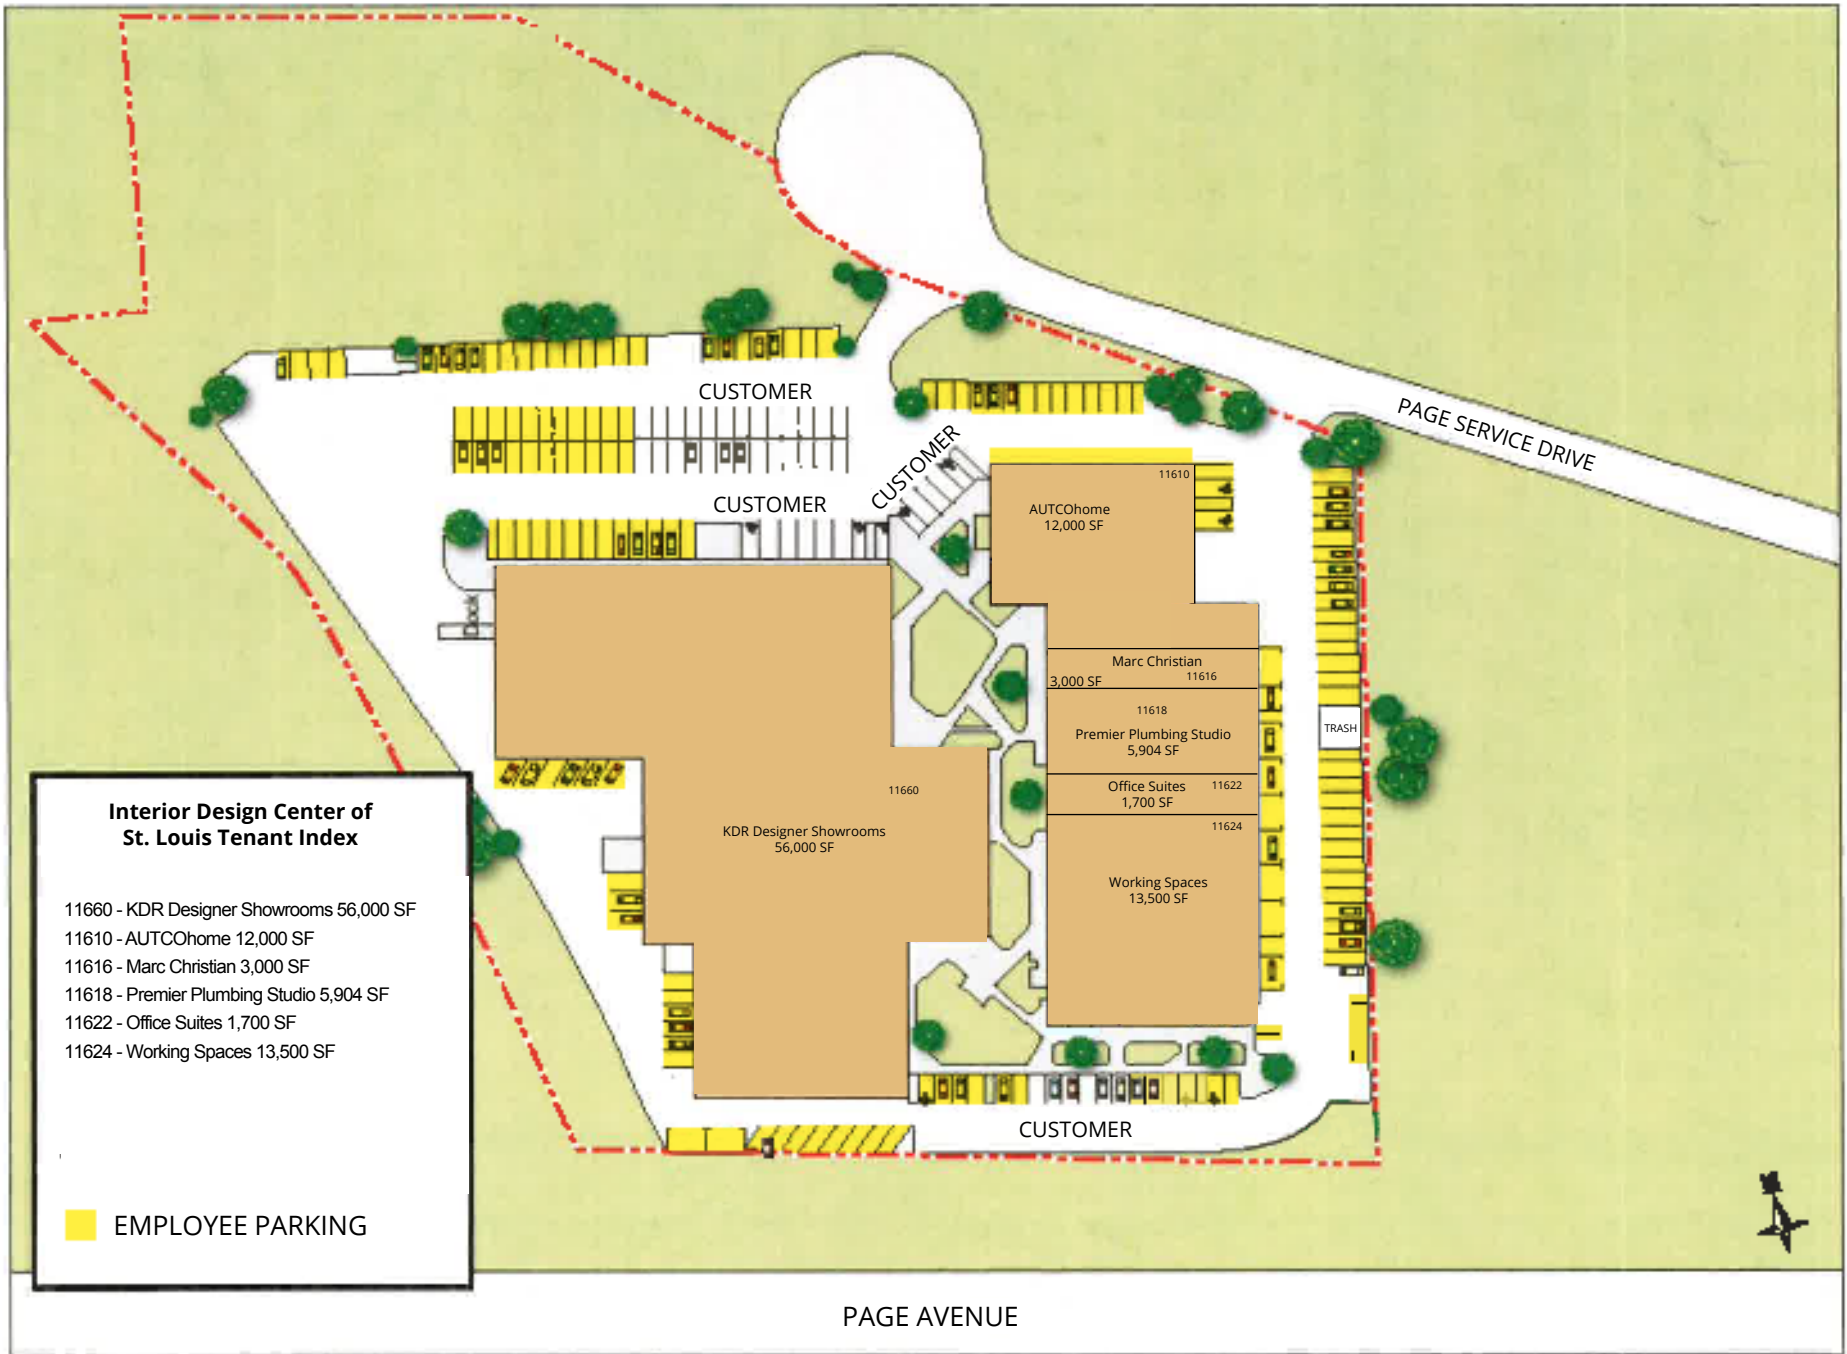 CUSTOMER
CUSTOMER
CUSTOMER
PAGE SERVICE DRIVE
11610
AUTCOhome
12,000 SF
Dock
Marc Christian
3,000 SF
11616
11618
Premier Plumbing Studio
5,904 SF
TRASH
Office Suites
11622
1,700 SF
11660
KDR Designer Showrooms
56,000 SF
11624
Working Spaces
13,500 SF
CUSTOMER
Interior Design Center of
St. Louis Tenant Index
11660 - KDR Designer Showrooms 56,000 SF
11610 - AUTCOhome 12,000 SF
11616 - Marc Christian 3,000 SF
11618 - Premier Plumbing Studio 5,904 SF
11622 - Office Suites 1,700 SF
11624 - Working Spaces 13,500 SF
EMPLOYEE PARKING
PAGE AVENUE